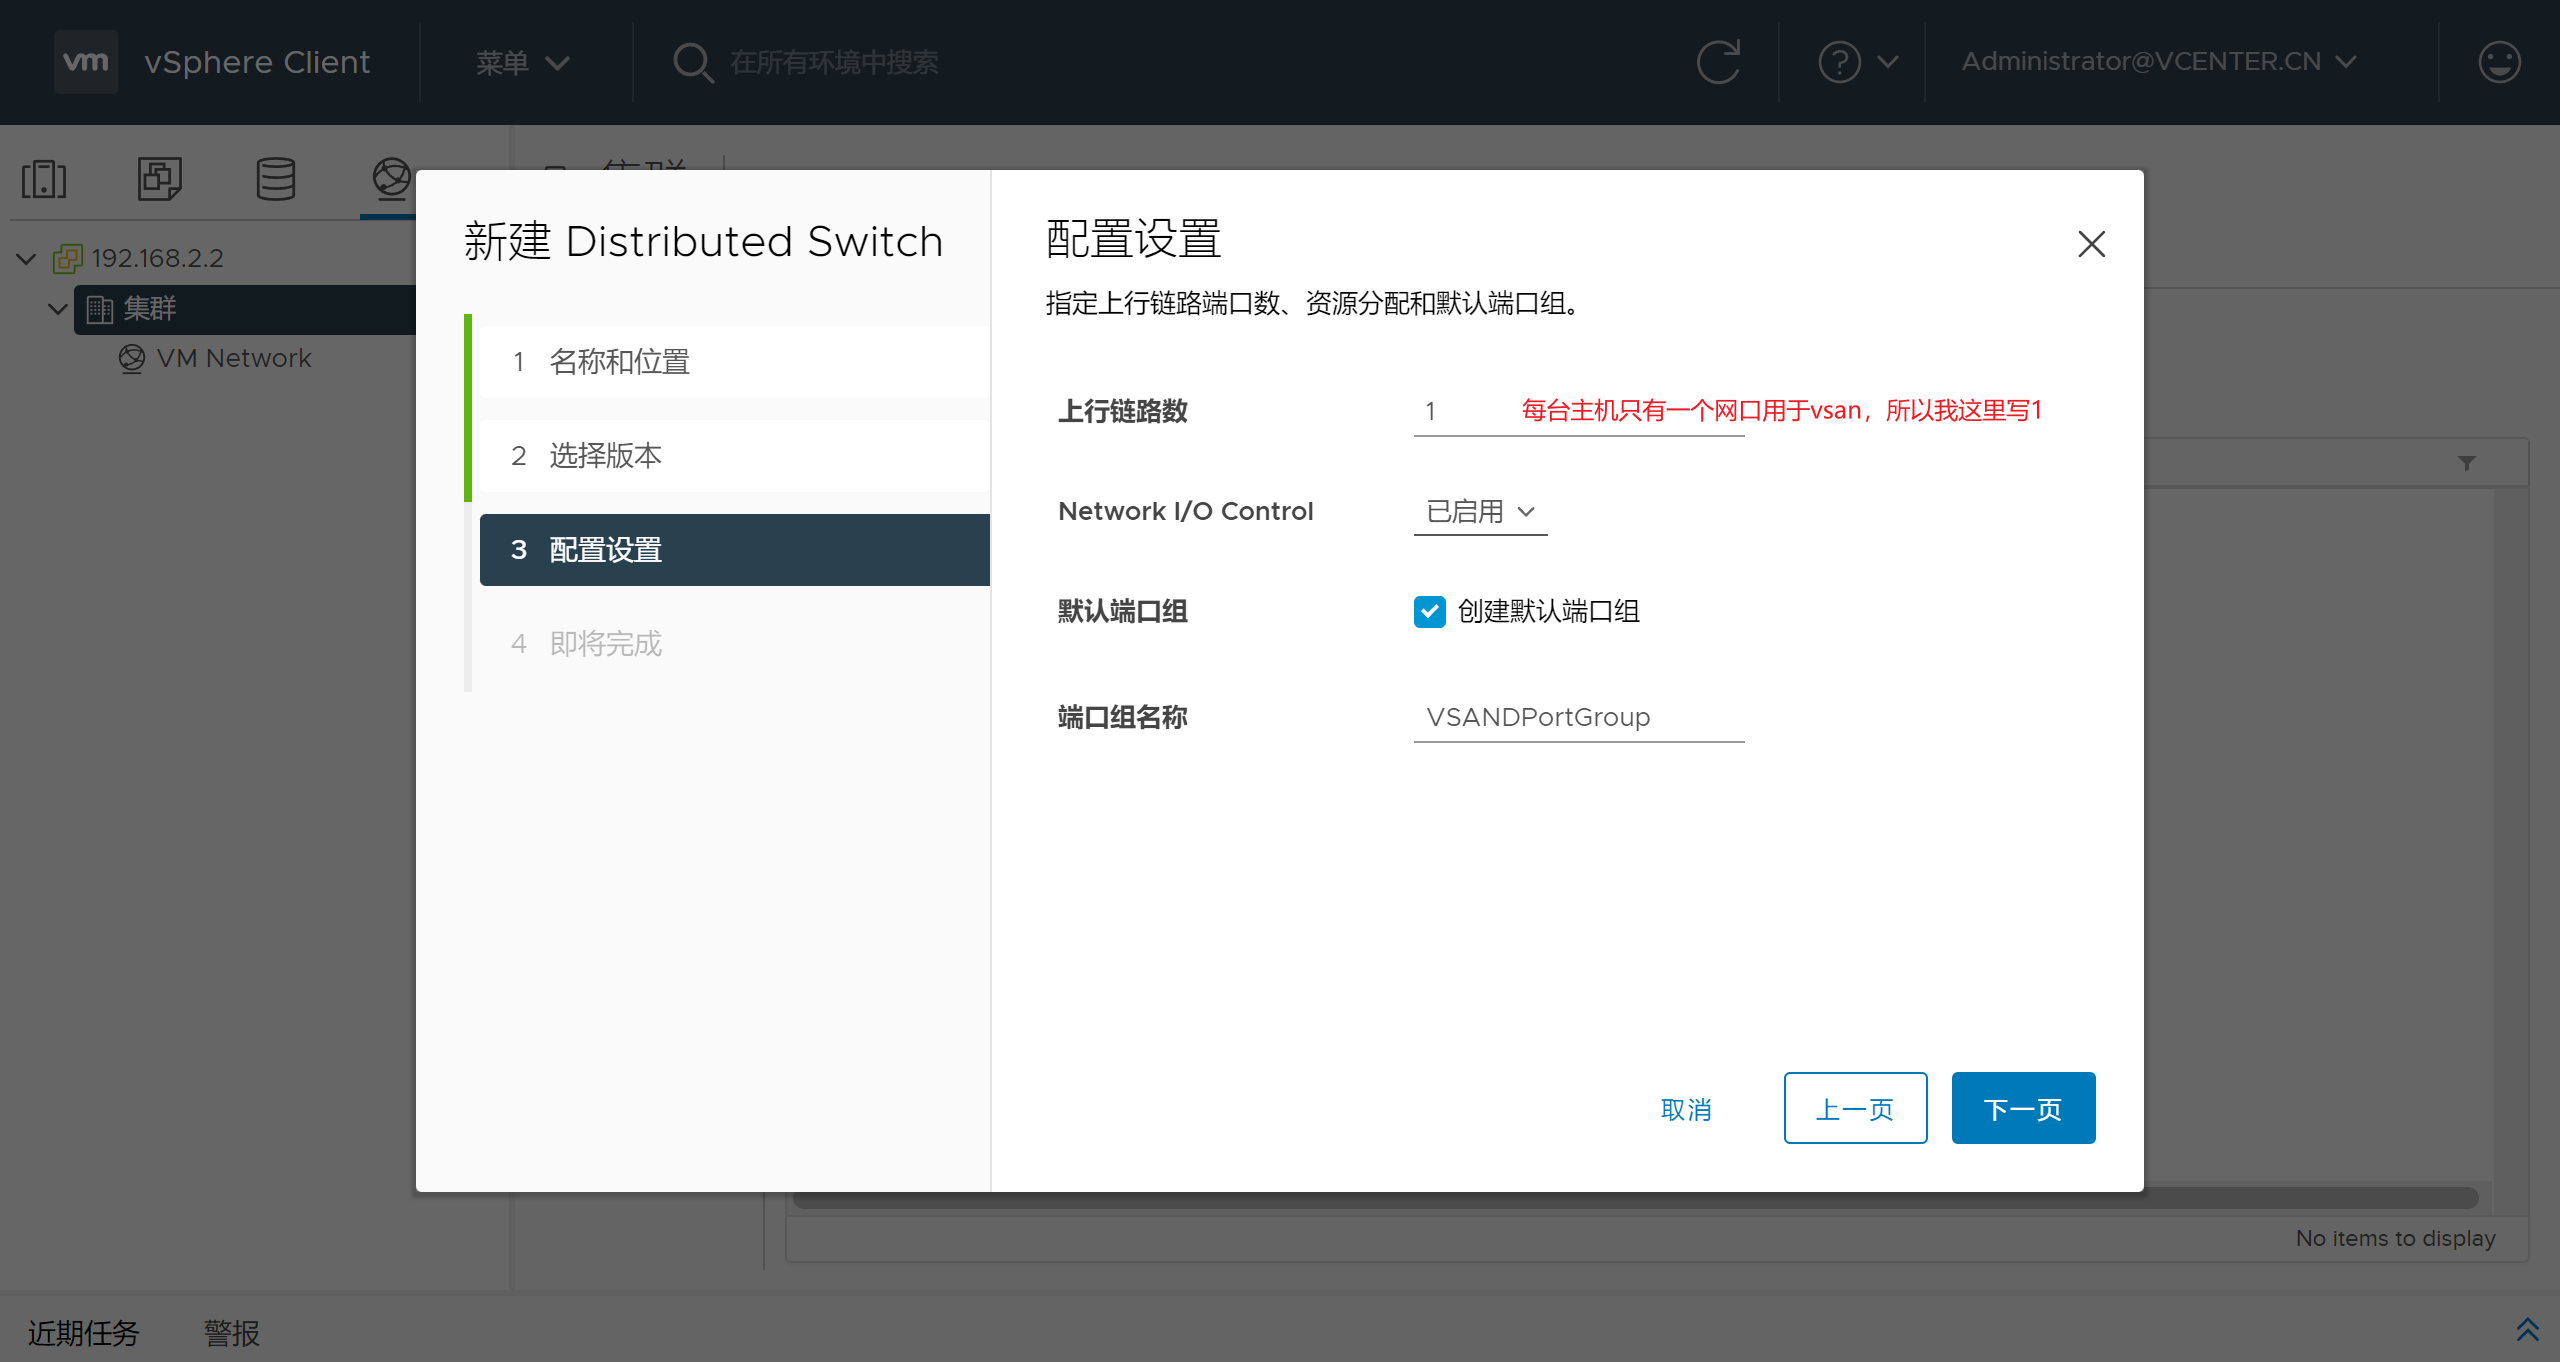 vm vSphere Client 菜单 在所有环境中搜索 Administrator@VCENTER.CN
192.168.2.2
集群
VM Network
新建 Distributed Switch
1 名称和位置
2 选择版本
3 配置设置
4 即将完成
配置设置
指定上行链路端口数、资源分配和默认端口组。
上行链路数 1 每台主机只有一个网口用于vsan，所以我这里写1
Network I/O Control 已启用
默认端口组 创建默认端口组
端口组名称 VSANDPortGroup
取消 上一页 下一页
No items to display
近期任务 警报